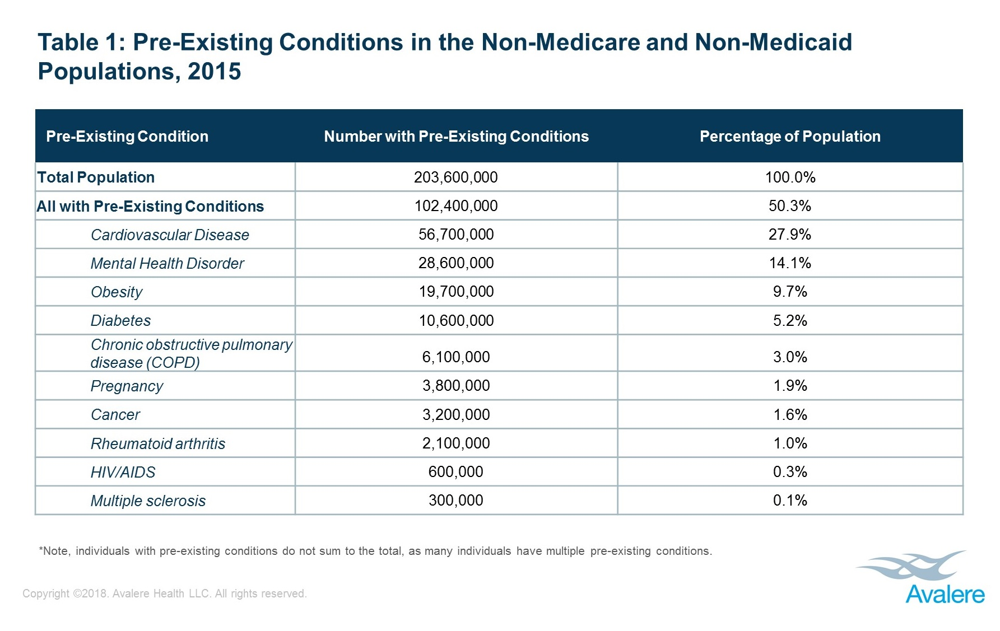 Table 1: Pre-Existing Conditions in the Non-Medicare and Non-Medicaid
Populations, 2015
Pre-Existing Condition Number with Pre-Existing Conditions Percentage of Population
Total Population 203,600,000 100.0%
All with Pre-Existing Conditions 102,400,000 50.3%
Cardiovascular Disease 56,700,000 27.9%
Mental Health Disorder 28,600,000 14.1%
Obesity 19,700,000 9.7%
Diabetes 10,600,000 5.2%
Chronic obstructive pulmonary
disease (COPD) 6,100,000 3.0%
Pregnancy 3,800,000 1.9%
Cancer 3,200,000 1.6%
Rheumatoid arthritis 2,100,000 1.0%
HIV/AIDS 600,000 0.3%
Multiple sclerosis 300,000 0.1%
*Note, individuals with pre-existing conditions do not sum to the total, as many individuals have multiple pre-existing conditions.
Copyright ©2018. Avalere Health LLC. All rights reserved.
Avalere